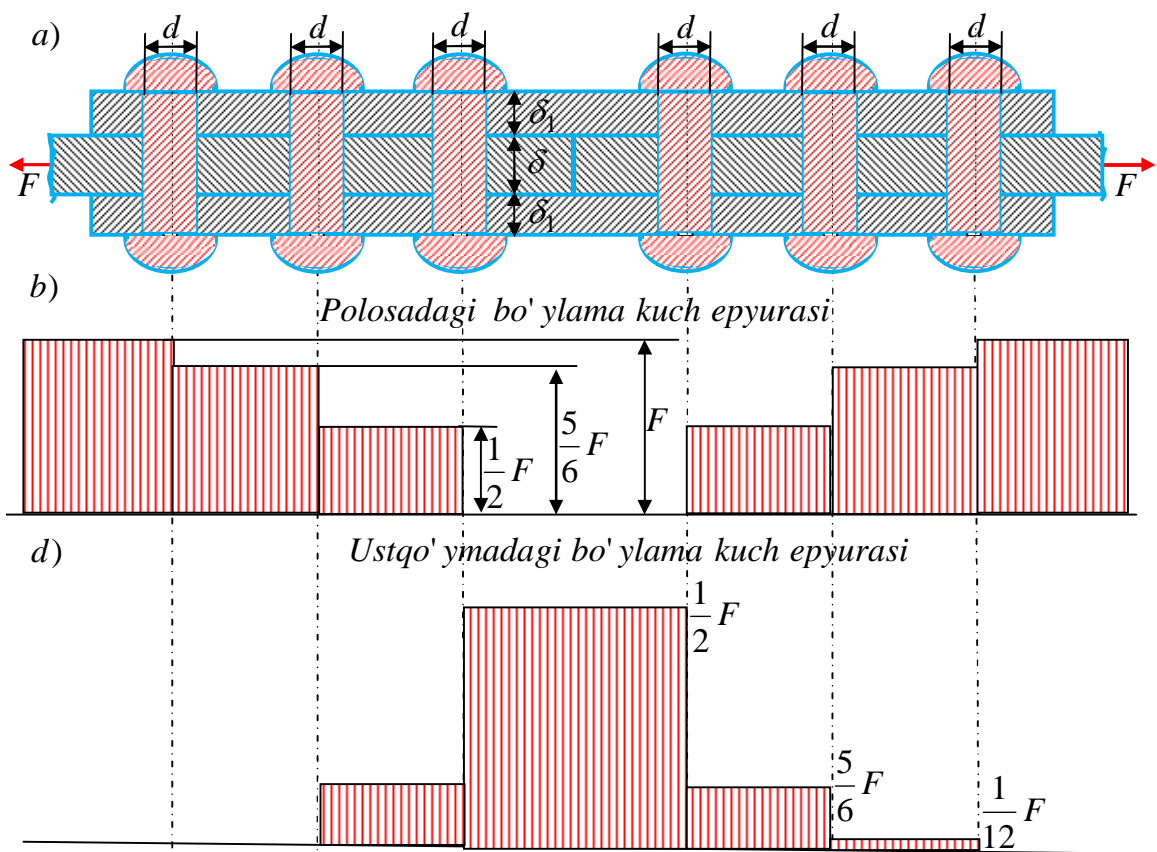 a)
d d d d d d
δ₁
δ
δ₁
F F
b)
Polosadagi bo'ylama kuch epyurasi
1/2 F
5/6 F
F
d)
Ustqo'ymadagi bo'ylama kuch epyurasi
1/2 F
5/6 F
1/12 F